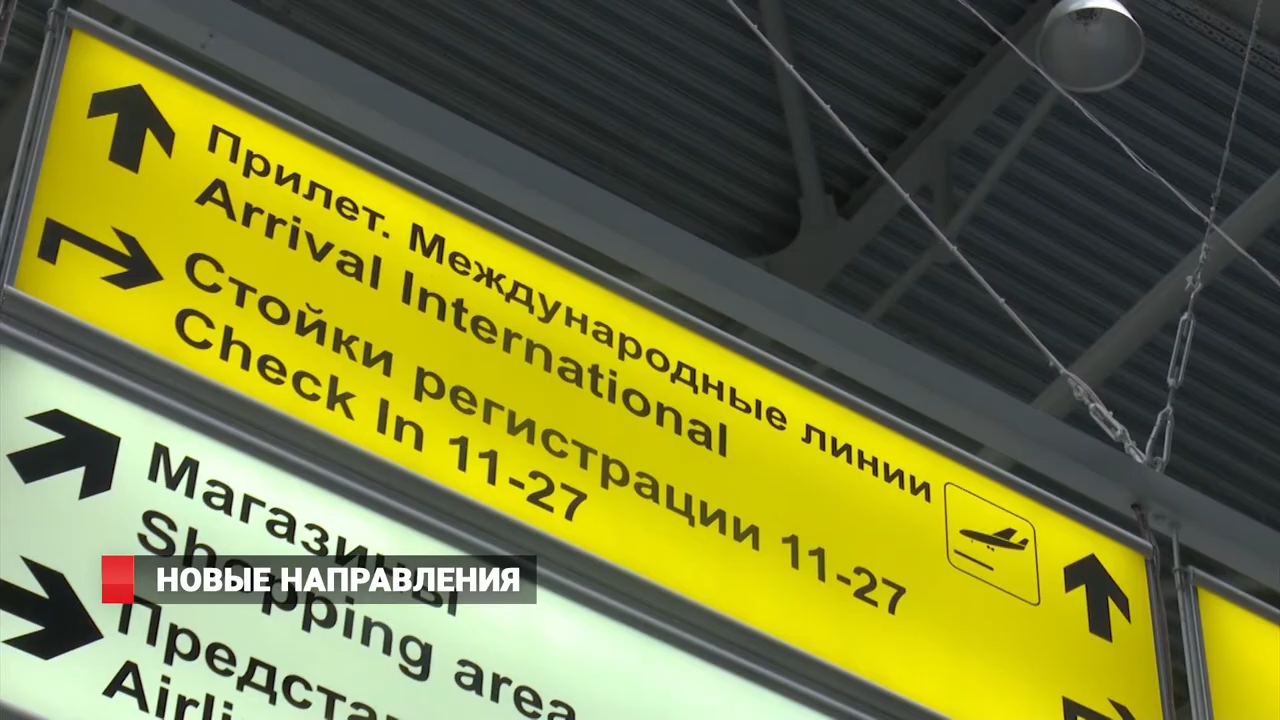 Прилет. Международные линии
Arrival International
Стойки регистрации 11-27
Check In 11-27
Магазины
Shopping area
НОВЫЕ НАПРАВЛЕНИЯ